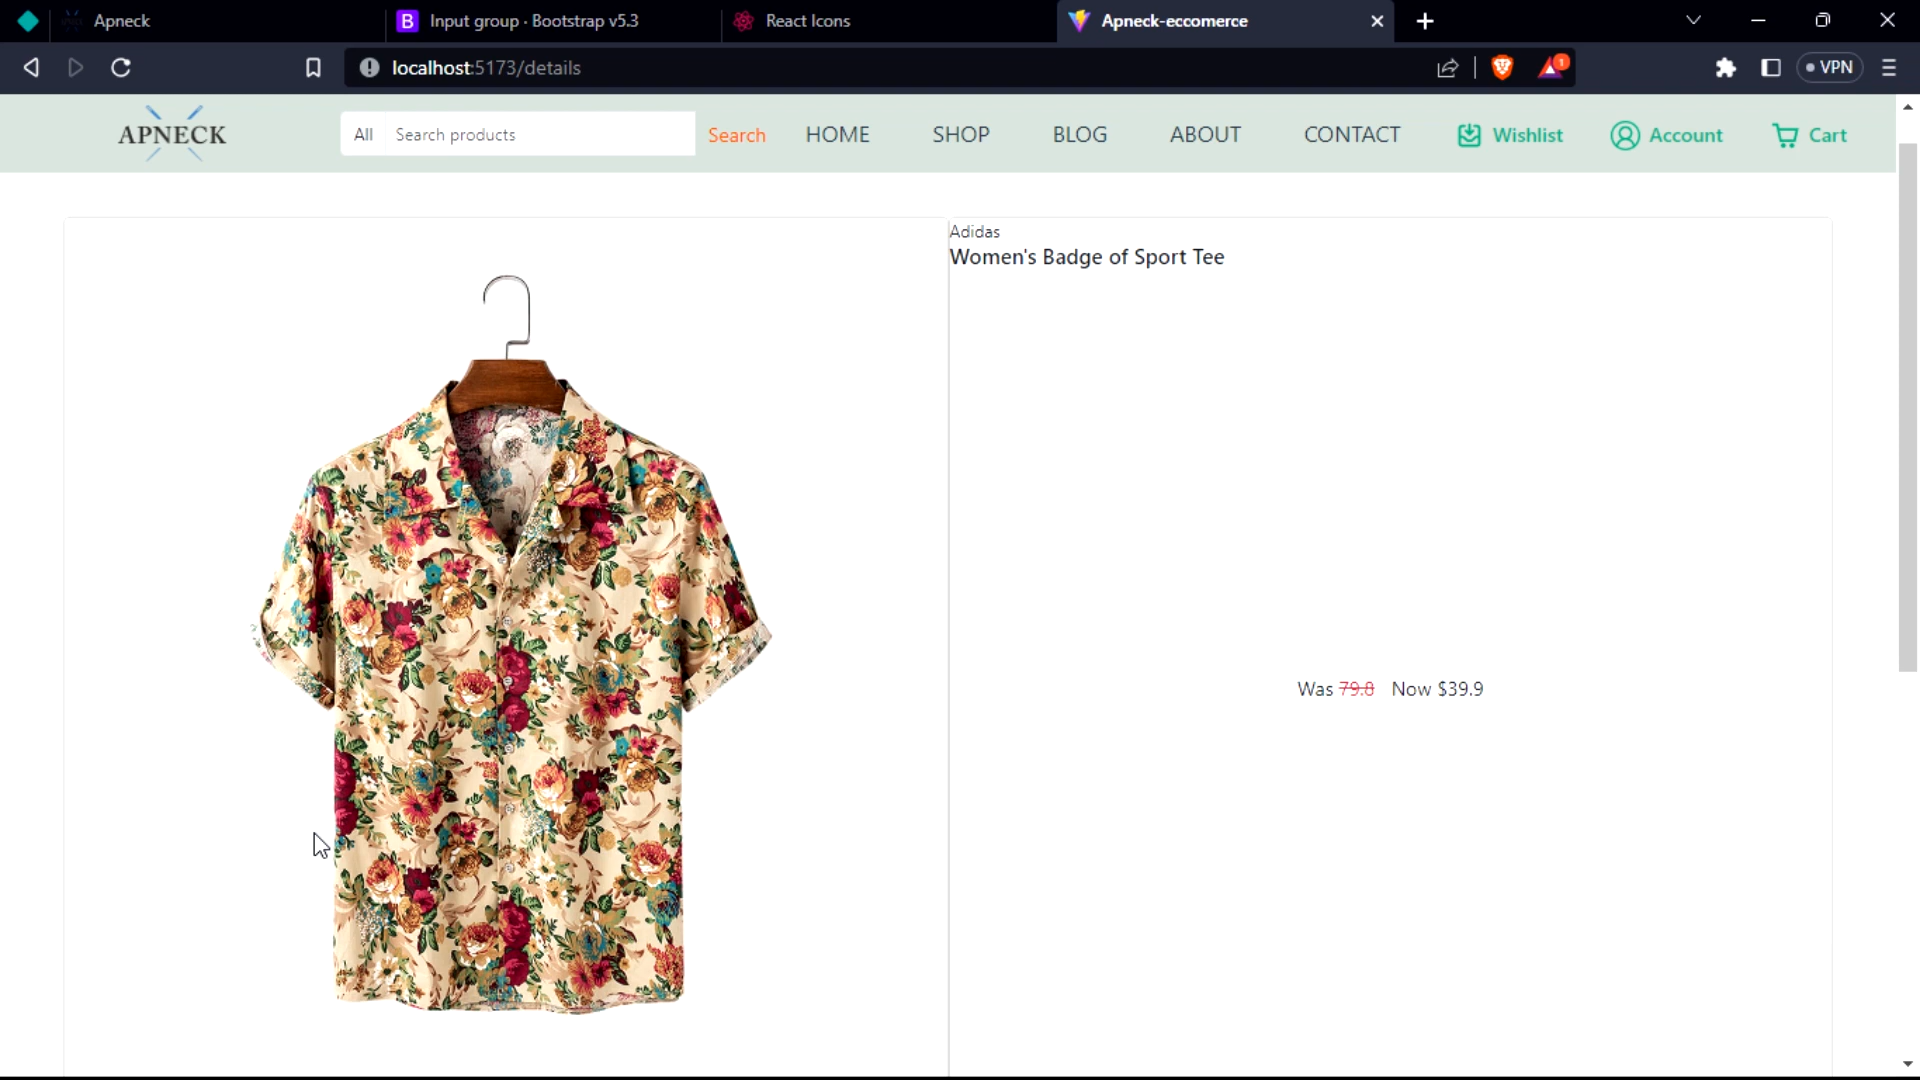 Apneck
B Input group · Bootstrap v5.3
React Icons
Apneck-eccomerce
localhost:5173/details
1
VPN
APNECK
All Search products Search
HOME SHOP BLOG ABOUT CONTACT
Wishlist Account Cart
Adidas
Women's Badge of Sport Tee
Was 79.8 Now $39.9